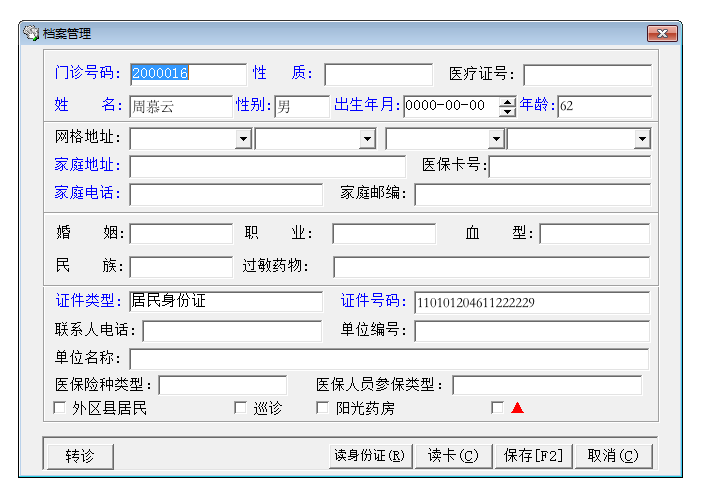 档案管理
门诊号码: 2000016 性 质: 医疗证号:
姓 名: 周慕云 性别: 男 出生年月: 0000-00-00 年龄: 62
网格地址:
家庭地址: 医保卡号:
家庭电话: 家庭邮编:
婚 姻: 职 业: 血 型:
民 族: 过敏药物:
证件类型: 居民身份证 证件号码: 110101204611222229
联系人电话: 单位编号:
单位名称:
医保险种类型: 医保人员参保类型:
外区县居民 巡诊 阳光药房
转诊 读身份证(R) 读卡(C) 保存[F2] 取消(C)